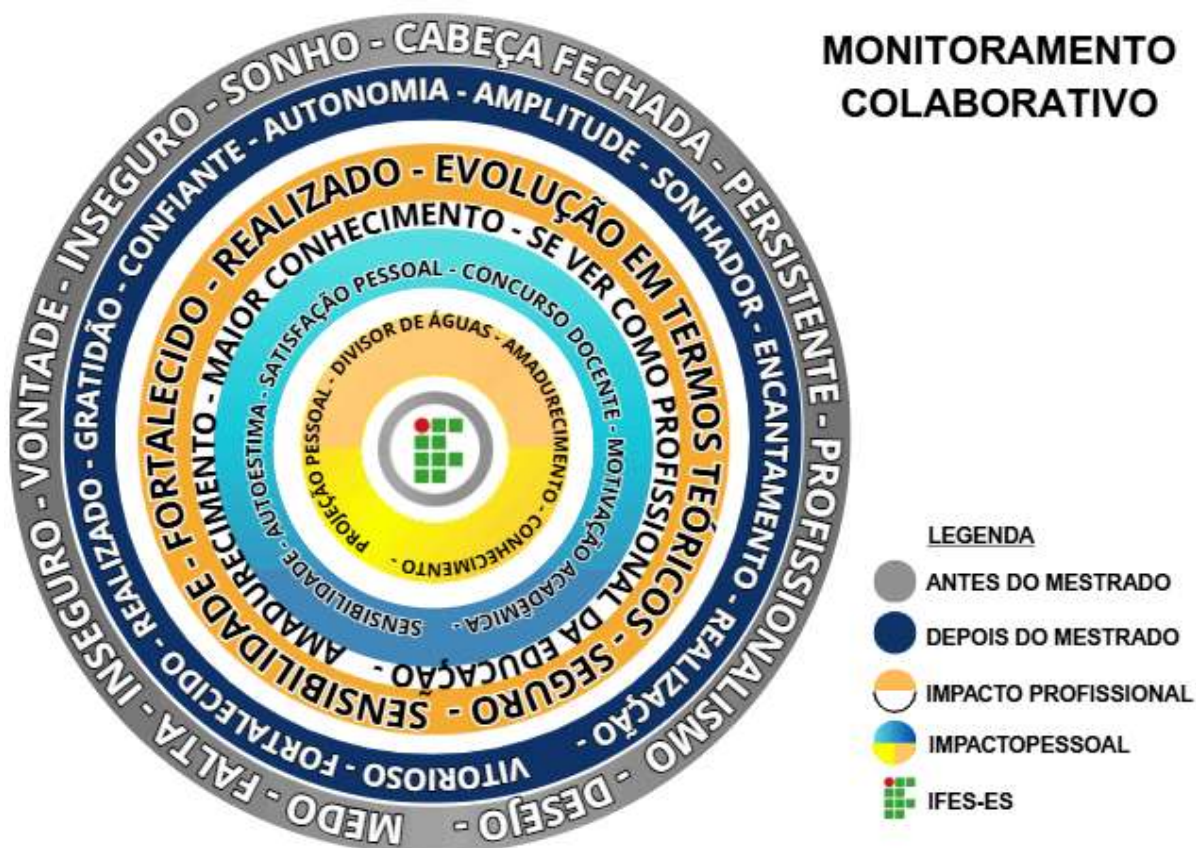 MONITORAMENTO
COLABORATIVO
MEDO - FALTA - INSEGURO - VONTADE - INSEGURO - SONHO - CABEÇA FECHADA - PERSISTENTE - PROFISSIONALISMO - DESEJO -
VITORIOSO - FORTALECIDO - REALIZADO - GRATIDÃO - CONFIANTE - AUTONOMIA - AMPLITUDE - SONHADOR - ENCANTAMENTO - REALIZAÇÃO -
SENSIBILIDADE - FORTALECIDO - REALIZADO - EVOLUÇÃO EM TERMOS TEÓRICOS - SEGURO -
AMADURECIMENTO - MAIOR CONHECIMENTO - SE VER COMO PROFISSIONAL DA EDUCAÇÃO -
SENSIBILIDADE - AUTOESTIMA - SATISFAÇÃO PESSOAL - CONCURSO DOCENTE - MOTIVAÇÃO ACADÊMICA -
PROJEÇÃO PESSOAL - DIVISOR DE ÁGUAS - AMADURECIMENTO - CONHECIMENTO -
LEGENDA
ANTES DO MESTRADO
DEPOIS DO MESTRADO
IMPACTO PROFISSIONAL
IMPACTOPESSOAL
IFES-ES